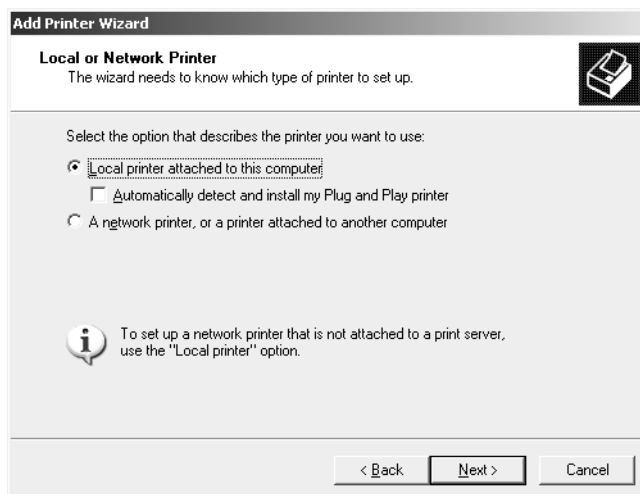 Add Printer Wizard
Local or Network Printer
The wizard needs to know which type of printer to set up.
Select the option that describes the printer you want to use:
Local printer attached to this computer
Automatically detect and install my Plug and Play printer
A network printer, or a printer attached to another computer
To set up a network printer that is not attached to a print server,
use the "Local printer" option.
< Back Next > Cancel